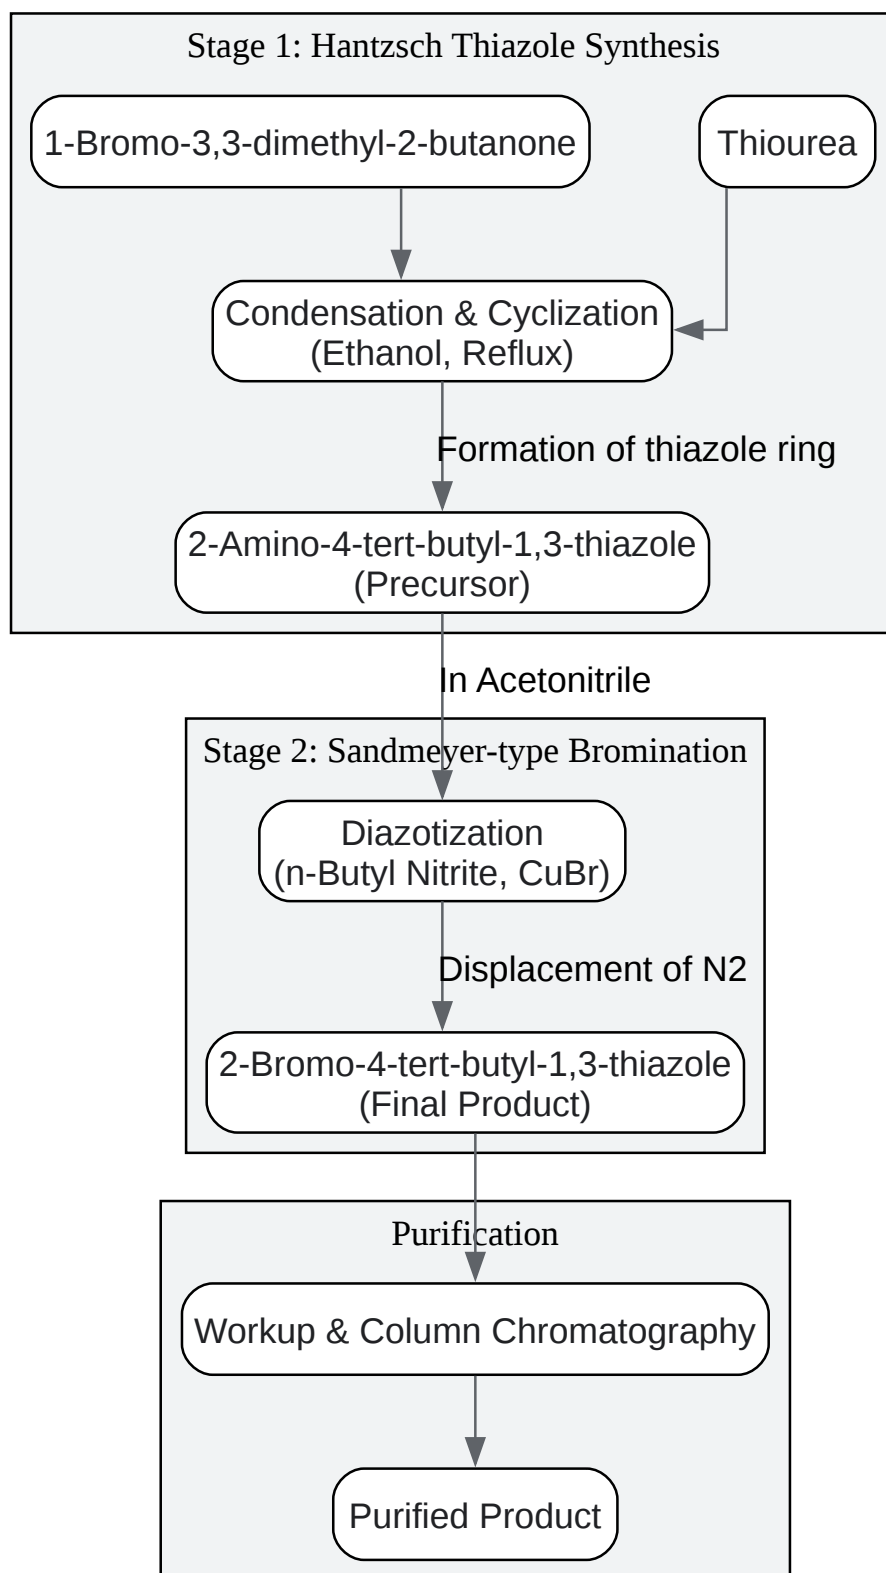 Stage 1: Hantzsch Thiazole Synthesis
1-Bromo-3,3-dimethyl-2-butanone
Thiourea
Condensation & Cyclization
(Ethanol, Reflux)
Formation of thiazole ring
2-Amino-4-tert-butyl-1,3-thiazole
(Precursor)
In Acetonitrile
Stage 2: Sandmeyer-type Bromination
Diazotization
(n-Butyl Nitrite, CuBr)
Displacement of N2
2-Bromo-4-tert-butyl-1,3-thiazole
(Final Product)
Purification
Workup & Column Chromatography
Purified Product